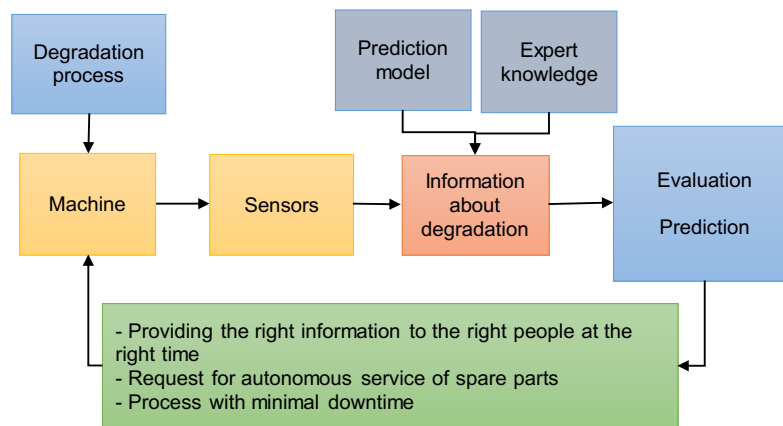 Degradation
process
Prediction
model
Expert
knowledge
Machine
Sensors
Information
about
degradation
Evaluation
Prediction
- Providing the right information to the right people at the
right time
- Request for autonomous service of spare parts
- Process with minimal downtime